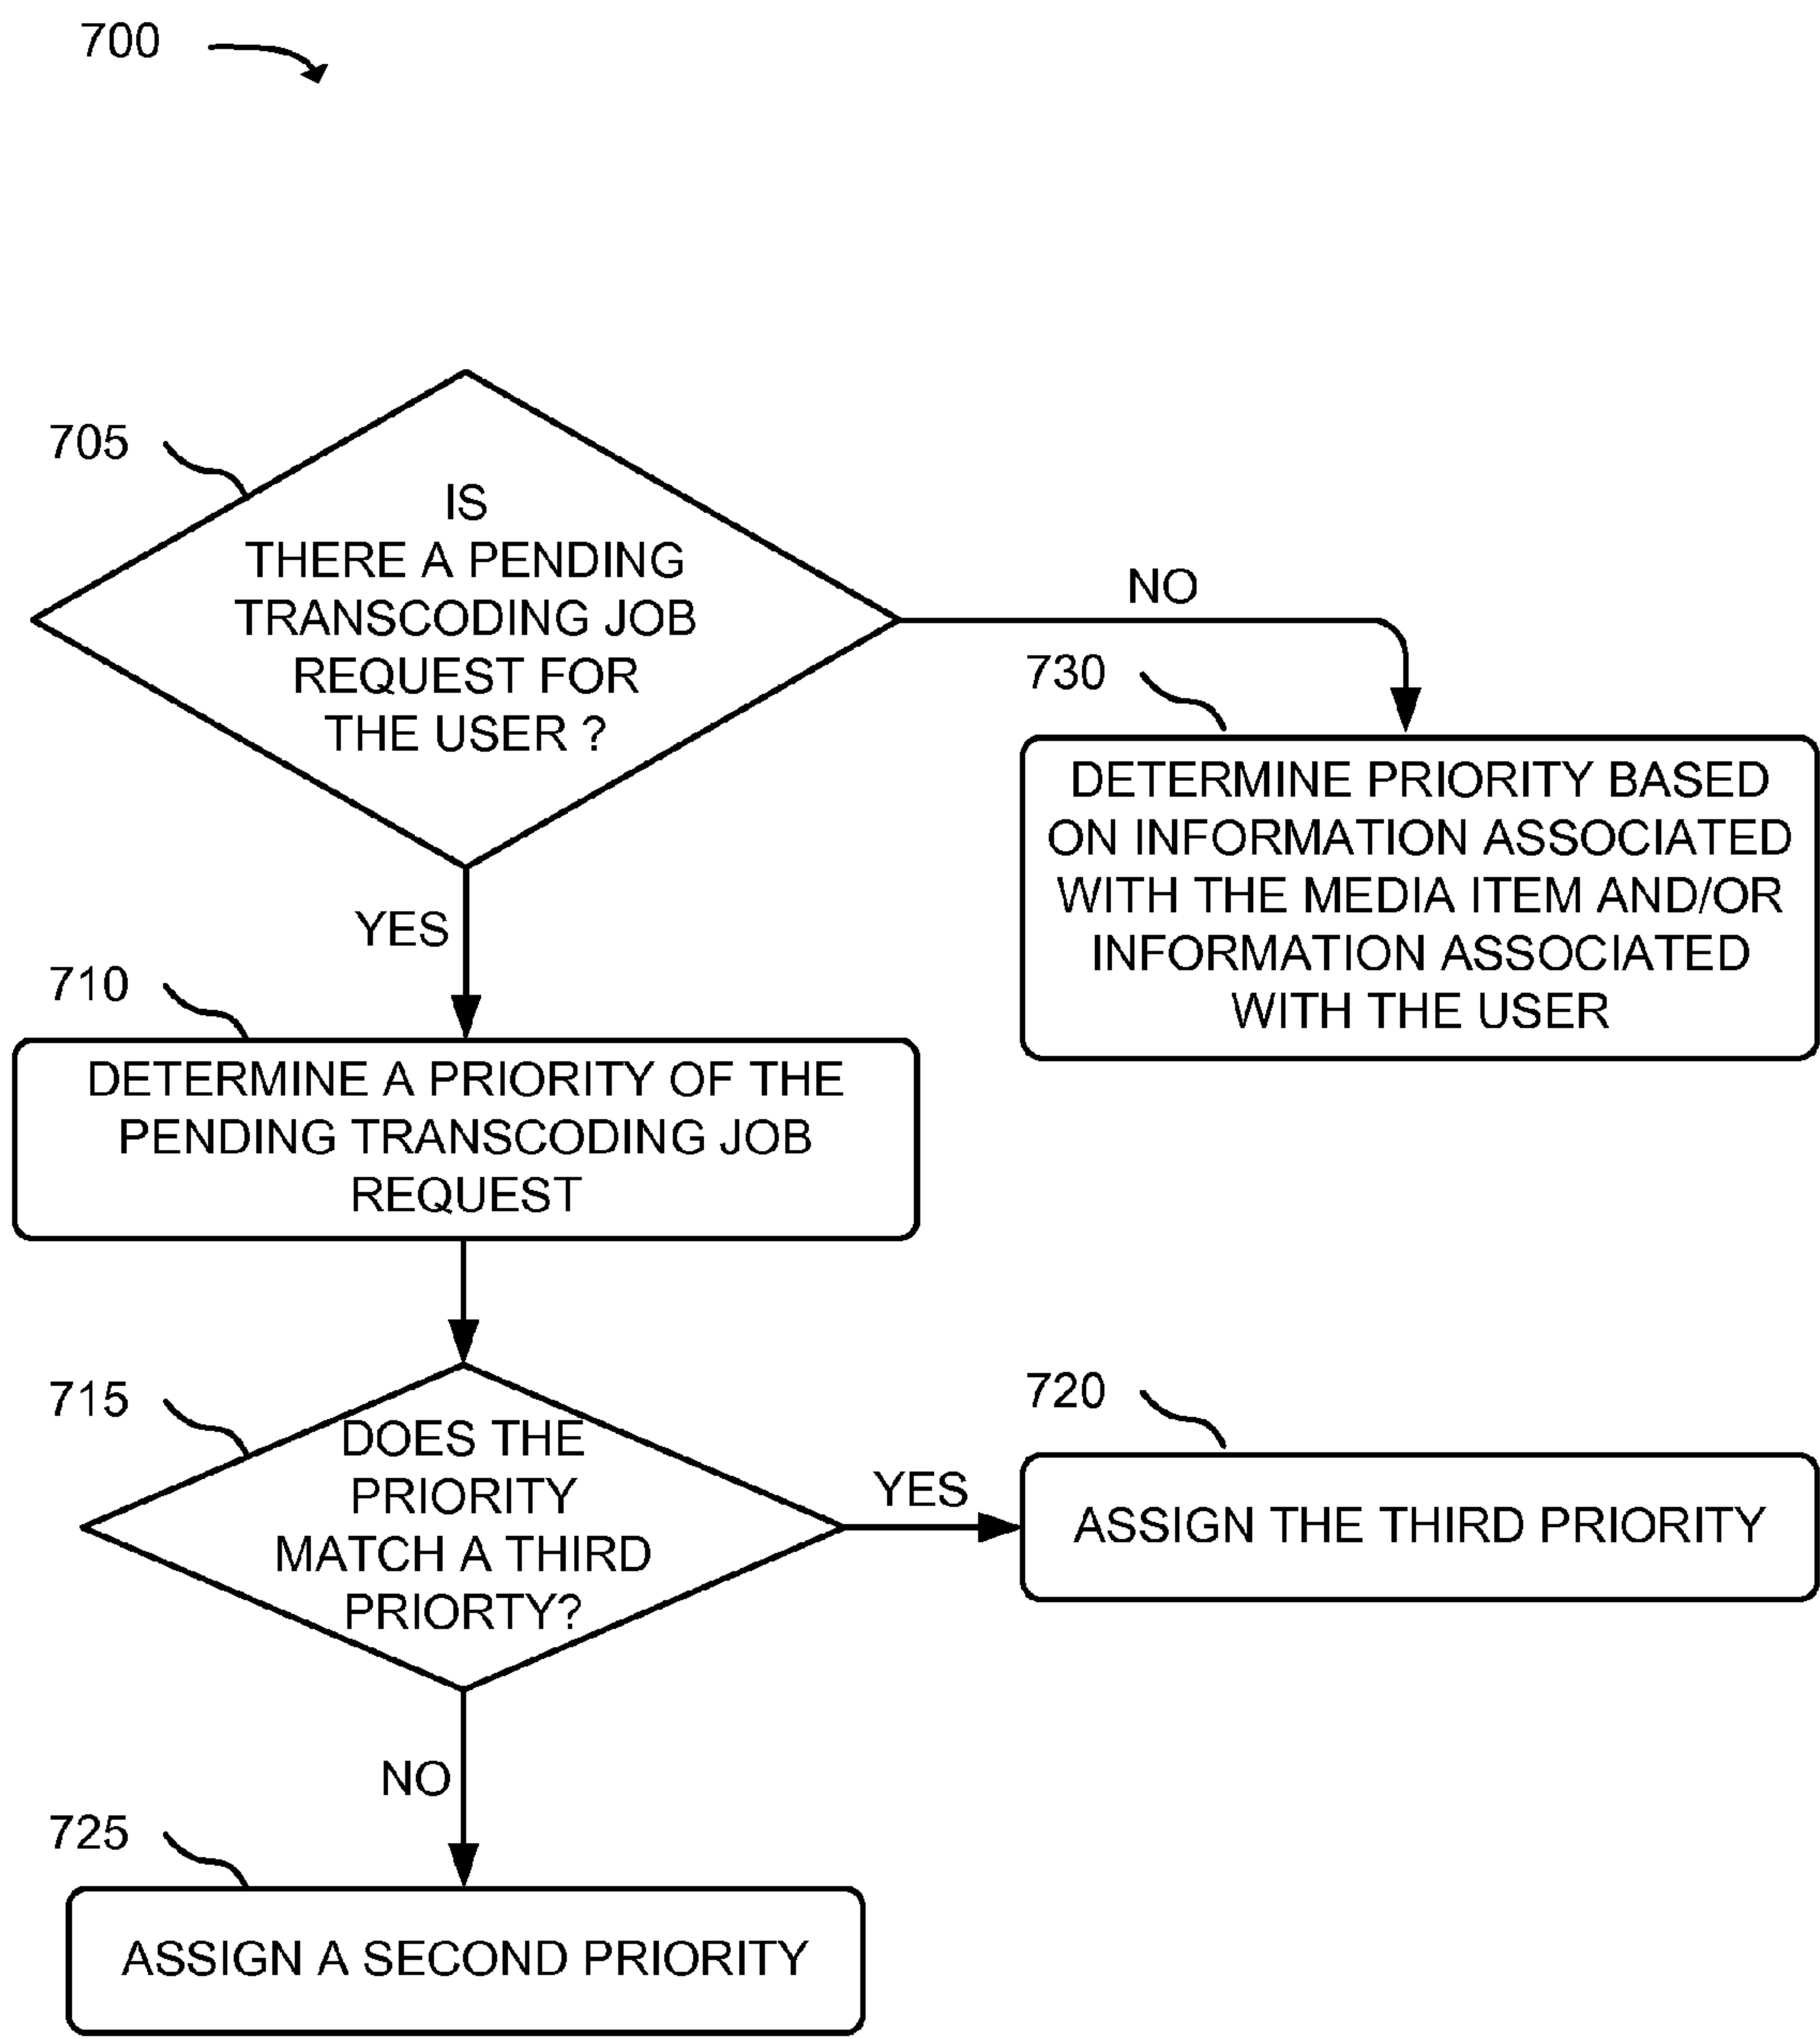 700
705
IS
THERE A PENDING
TRANSCODING JOB
REQUEST FOR
THE USER ?
NO
730
DETERMINE PRIORITY BASED
ON INFORMATION ASSOCIATED
WITH THE MEDIA ITEM AND/OR
INFORMATION ASSOCIATED
WITH THE USER
YES
710
DETERMINE A PRIORITY OF THE
PENDING TRANSCODING JOB
REQUEST
715
DOES THE
PRIORITY
MATCH A THIRD
PRIORTY?
YES
720
ASSIGN THE THIRD PRIORITY
NO
725
ASSIGN A SECOND PRIORITY